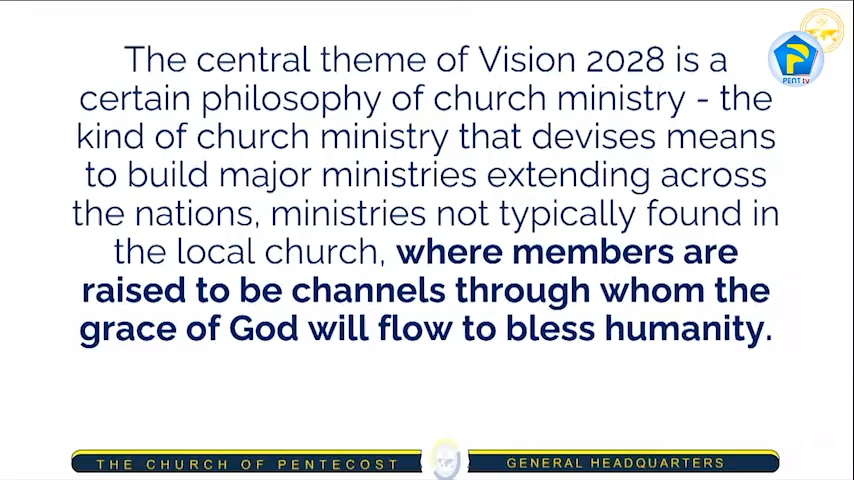 The central theme of Vision 2028 is a
certain philosophy of church ministry - the
kind of church ministry that devises means
to build major ministries extending across
the nations, ministries not typically found in
the local church, where members are
raised to be channels through whom the
grace of God will flow to bless humanity.
PENT tv
THE CHURCH OF PENTECOST
GENERAL HEADQUARTERS